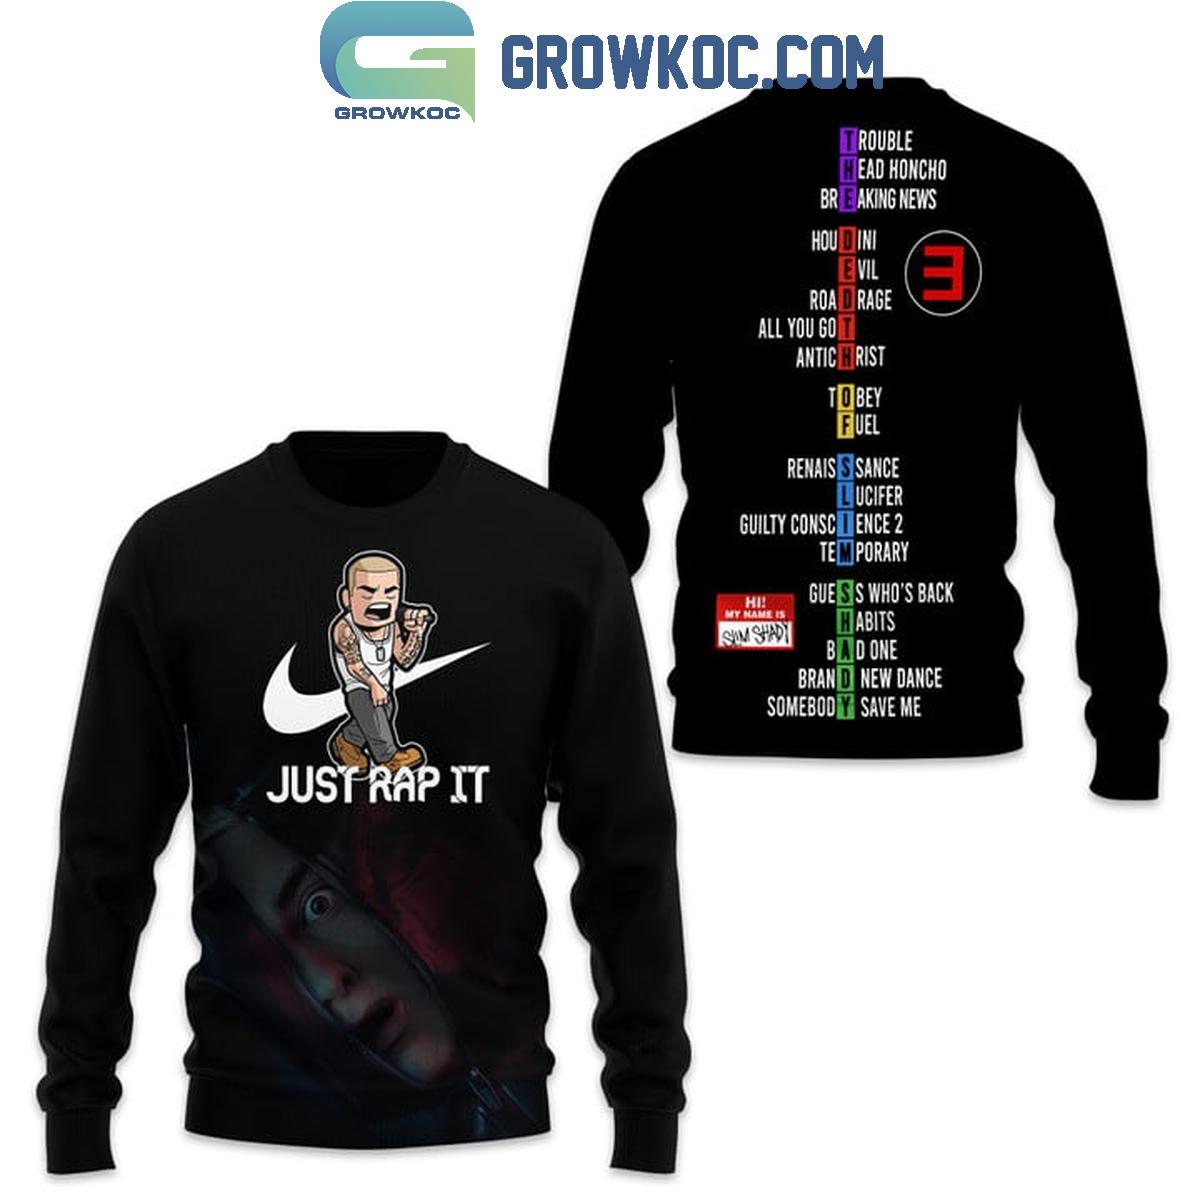 GROWKOC
GROWKOC.COM
TROUBLE
HEAD HONCHO
BREAKING NEWS
HOUDINI
EVIL
ROAD RAGE
ALL YOU GOT
ANTICHRIST
TOBEY
FUEL
RENAISSANCE
LUCIFER
GUILTY CONSCIENCE 2
TEMPORARY
GUESS WHO'S BACK
HABITS
BAD ONE
BRAND NEW DANCE
SOMEBODY SAVE ME
HI!
MY NAME IS
SLIM SHADY
JUST RAP IT